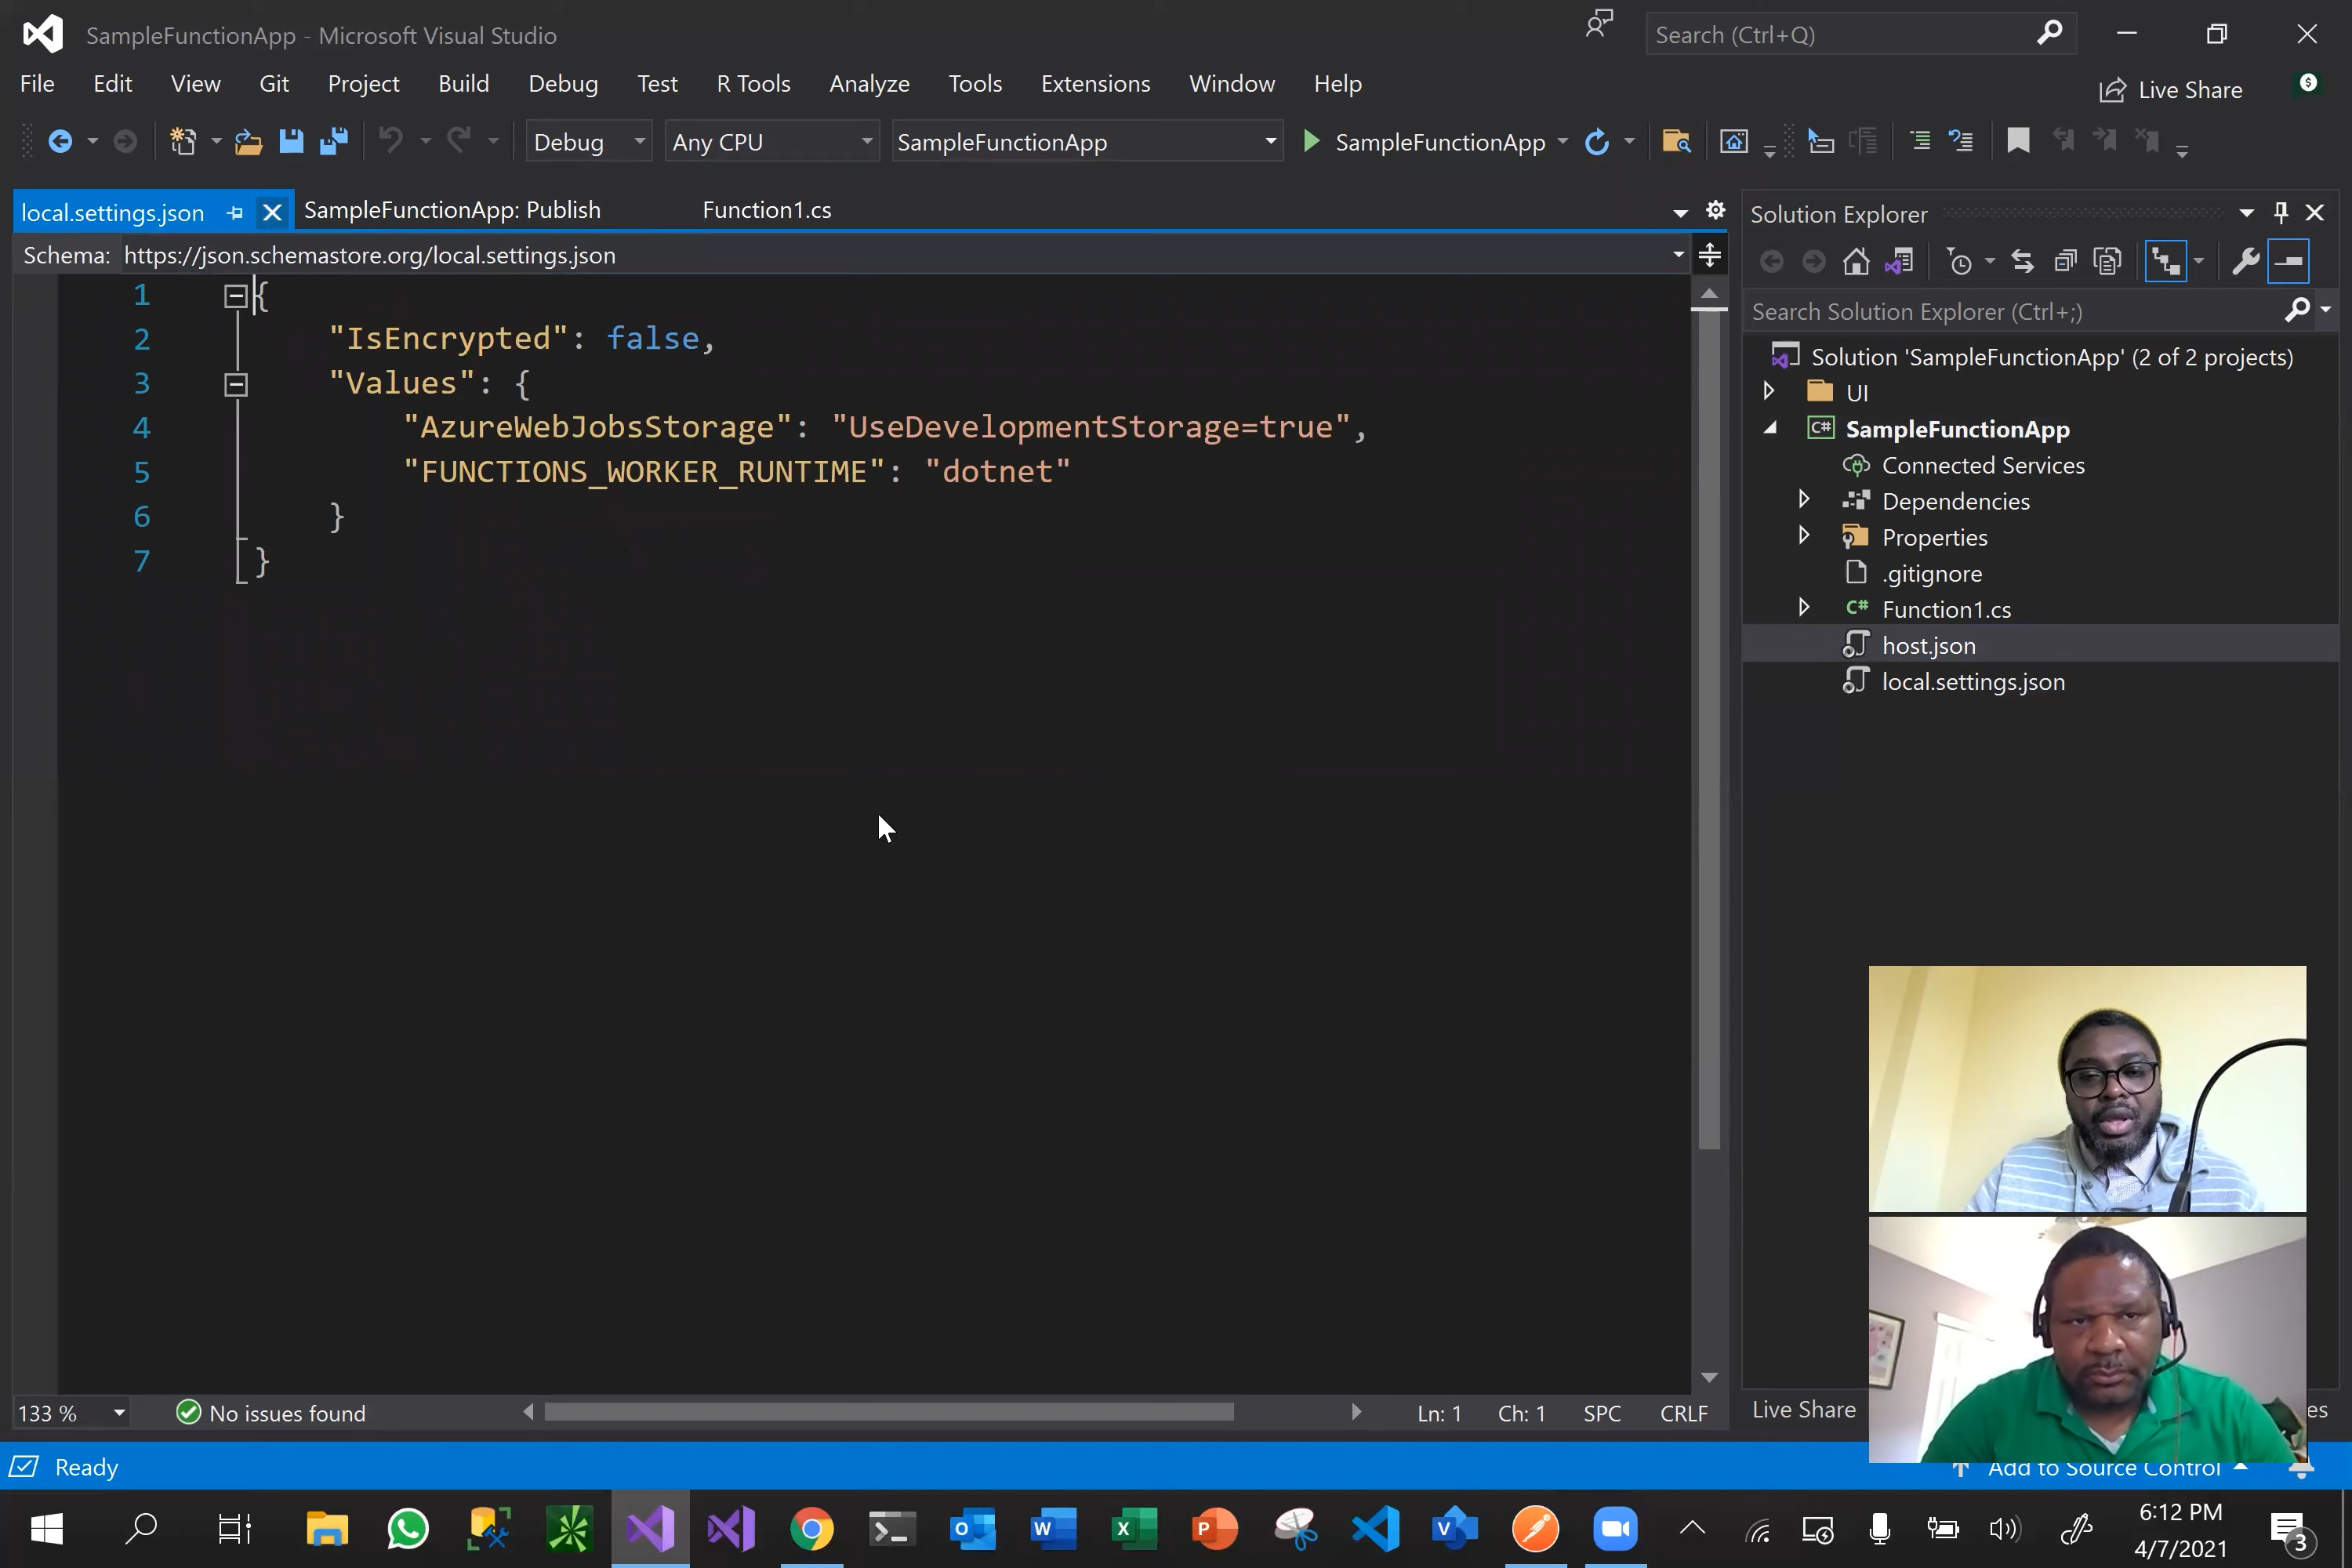 SampleFunctionApp - Microsoft Visual Studio
Search (Ctrl+Q)
File Edit View Git Project Build Debug Test R Tools Analyze Tools Extensions Window Help
Live Share
Debug Any CPU SampleFunctionApp SampleFunctionApp
local.settings.json SampleFunctionApp: Publish Function1.cs
Schema: https://json.schemastore.org/local.settings.json
1 {
2 "IsEncrypted": false,
3 "Values": {
4 "AzureWebJobsStorage": "UseDevelopmentStorage=true",
5 "FUNCTIONS_WORKER_RUNTIME": "dotnet"
6 }
7 }
Solution Explorer
Search Solution Explorer (Ctrl+;)
Solution 'SampleFunctionApp' (2 of 2 projects)
UI
C# SampleFunctionApp
Connected Services
Dependencies
Properties
.gitignore
C# Function1.cs
host.json
local.settings.json
133 % No issues found Ln: 1 Ch: 1 SPC CRLF
Live Share
Ready
Add to Source Control
6:12 PM
4/7/2021
3